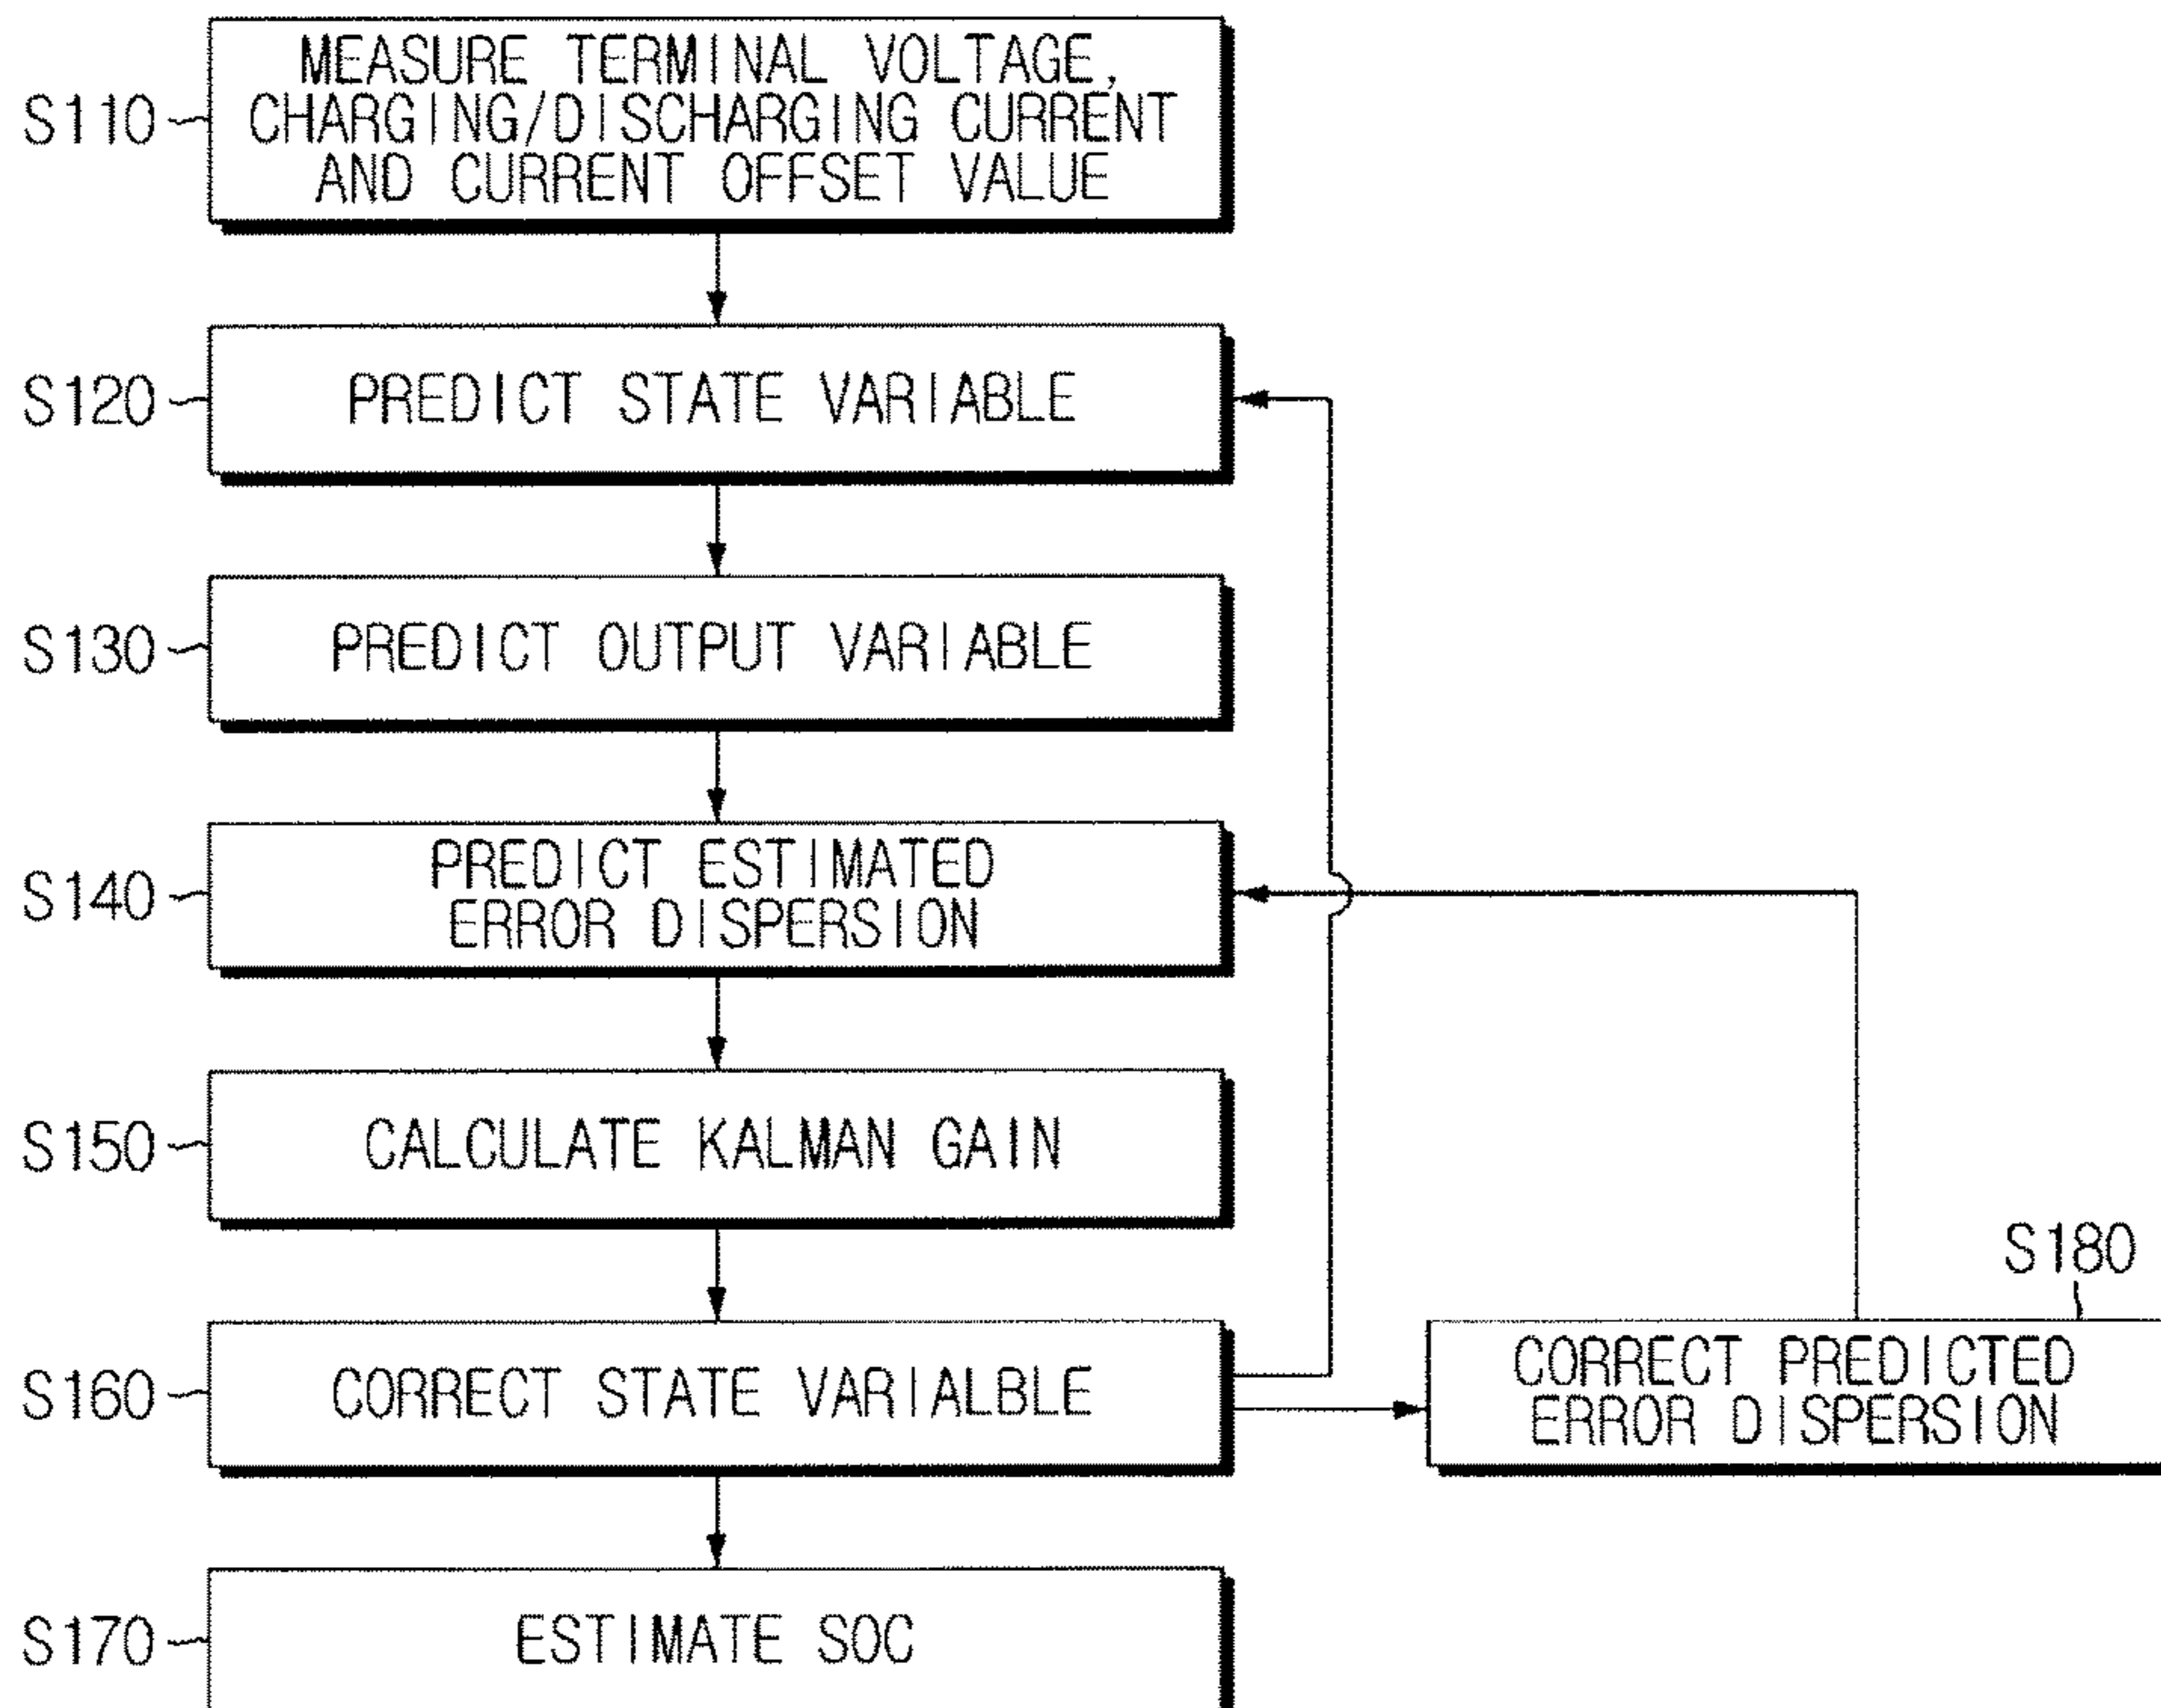 S110
MEASURE TERMINAL VOLTAGE,
CHARGING/DISCHARGING CURRENT
AND CURRENT OFFSET VALUE
S120
PREDICT STATE VARIABLE
S130
PREDICT OUTPUT VARIABLE
S140
PREDICT ESTIMATED
ERROR DISPERSION
S150
CALCULATE KALMAN GAIN
S160
CORRECT STATE VARIALBLE
S180
CORRECT PREDICTED
ERROR DISPERSION
S170
ESTIMATE SOC